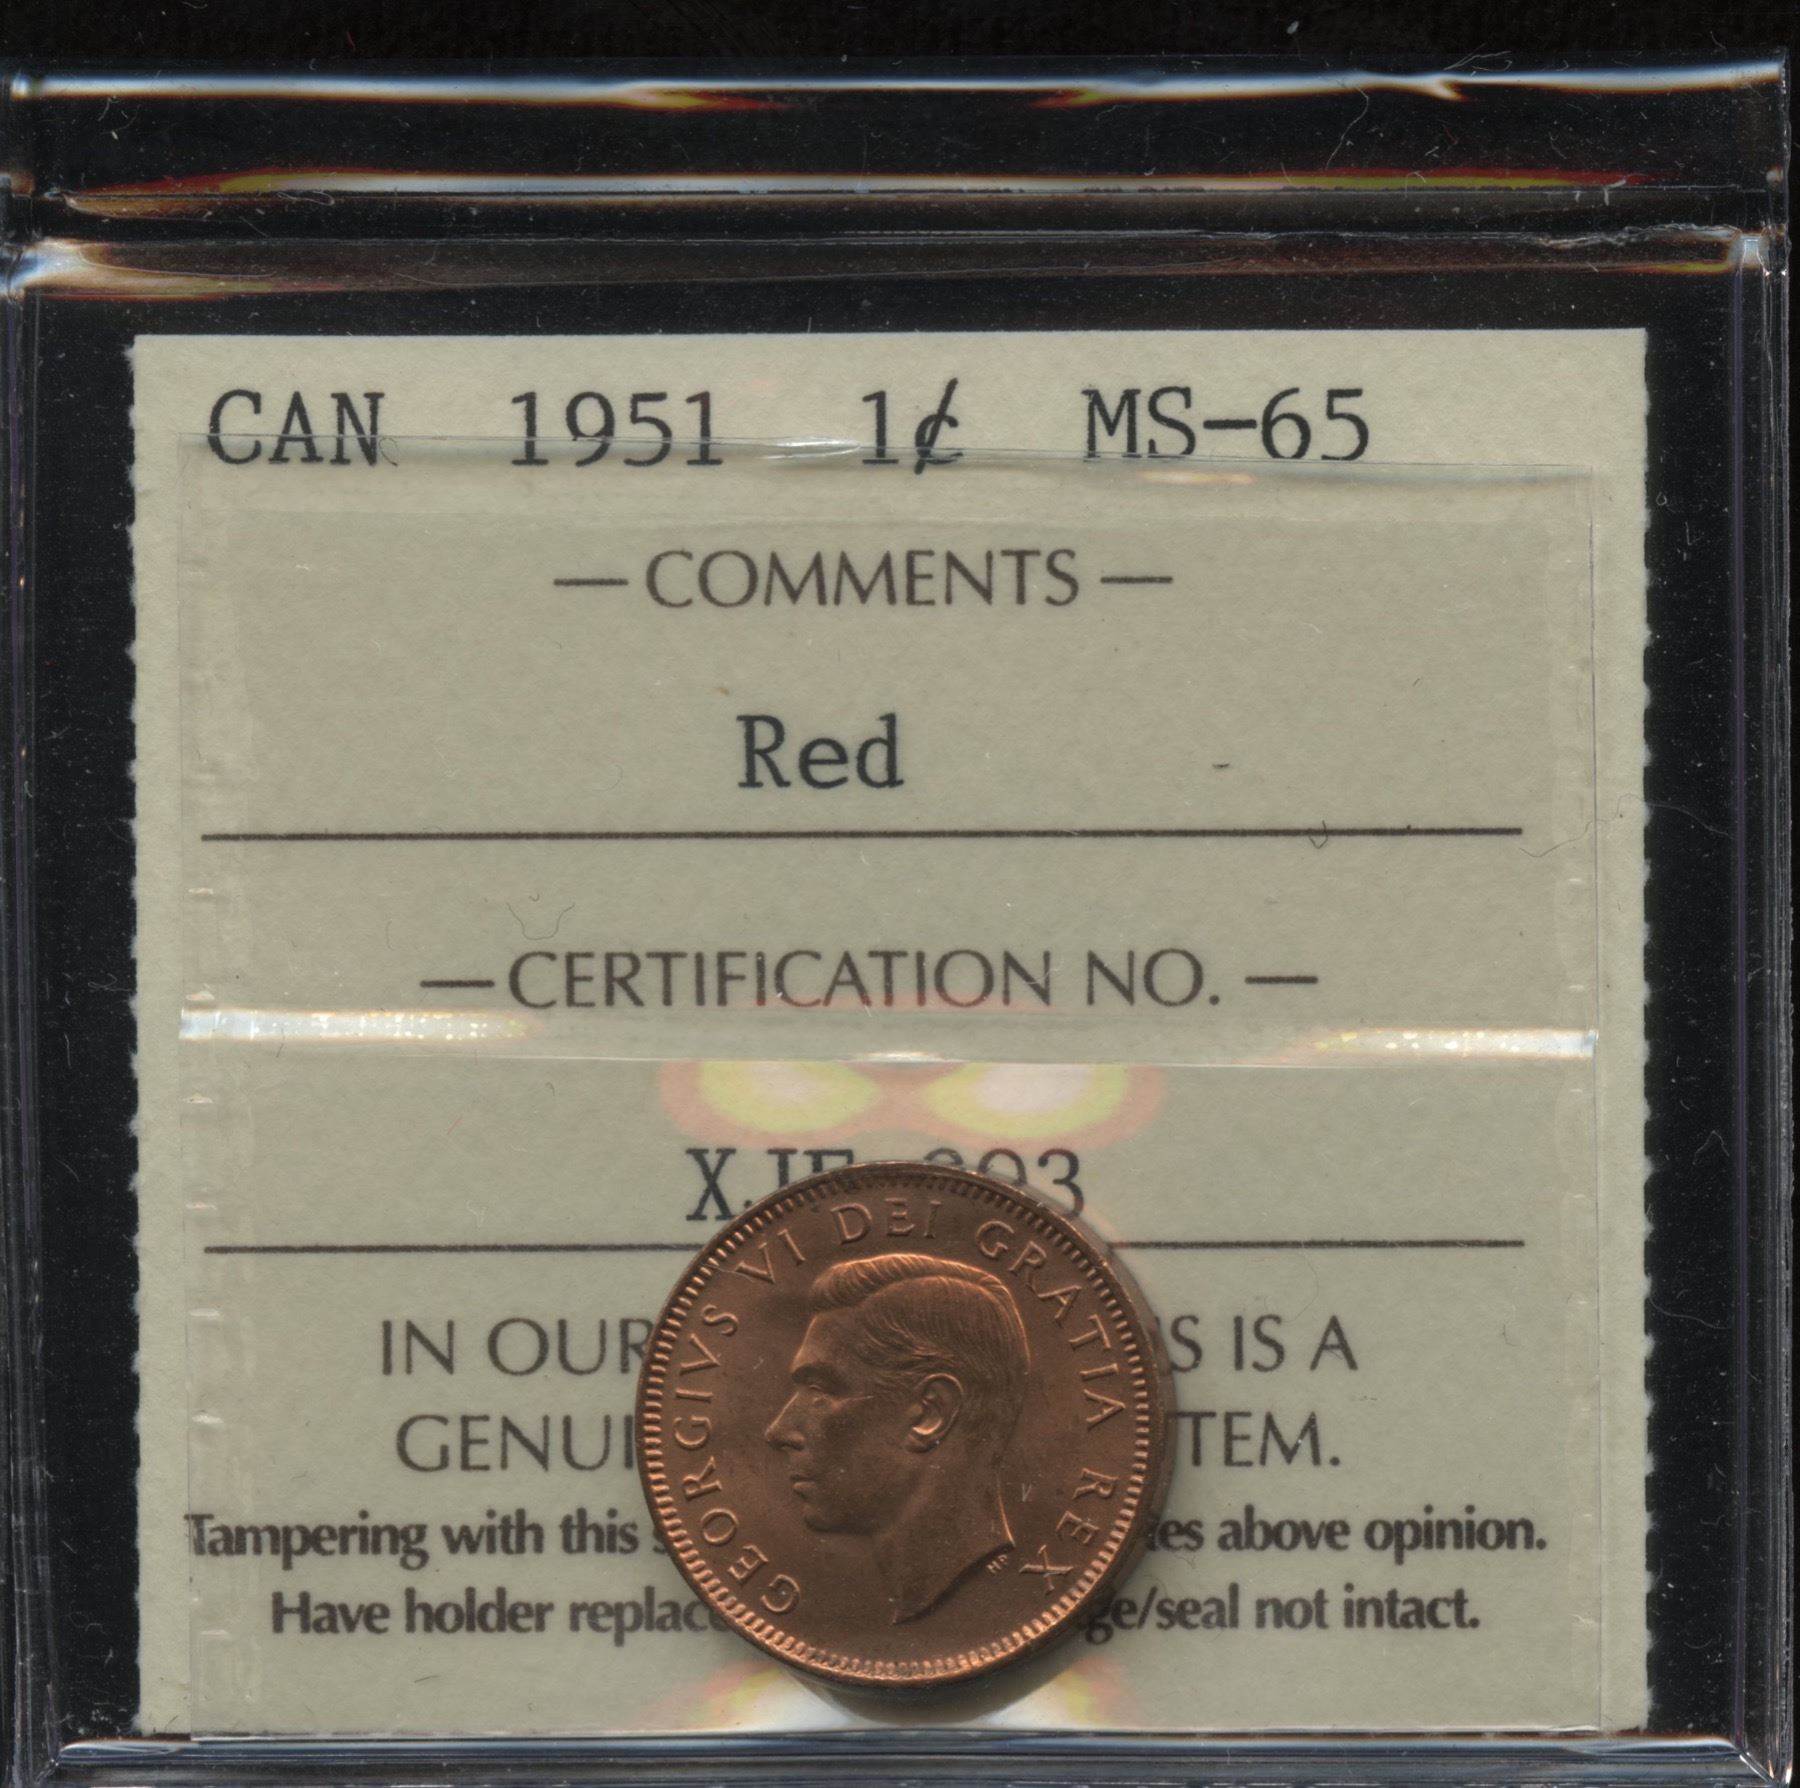 CAN 1951 1¢ MS-65
— COMMENTS —
Red
— CERTIFICATION NO. —
GEORGIVS VI DEI GRATIA REX
HP
IN OUR S IS A
GENUI TEM.
Tampering with this es above opinion.
Have holder replac ge/seal not intact.